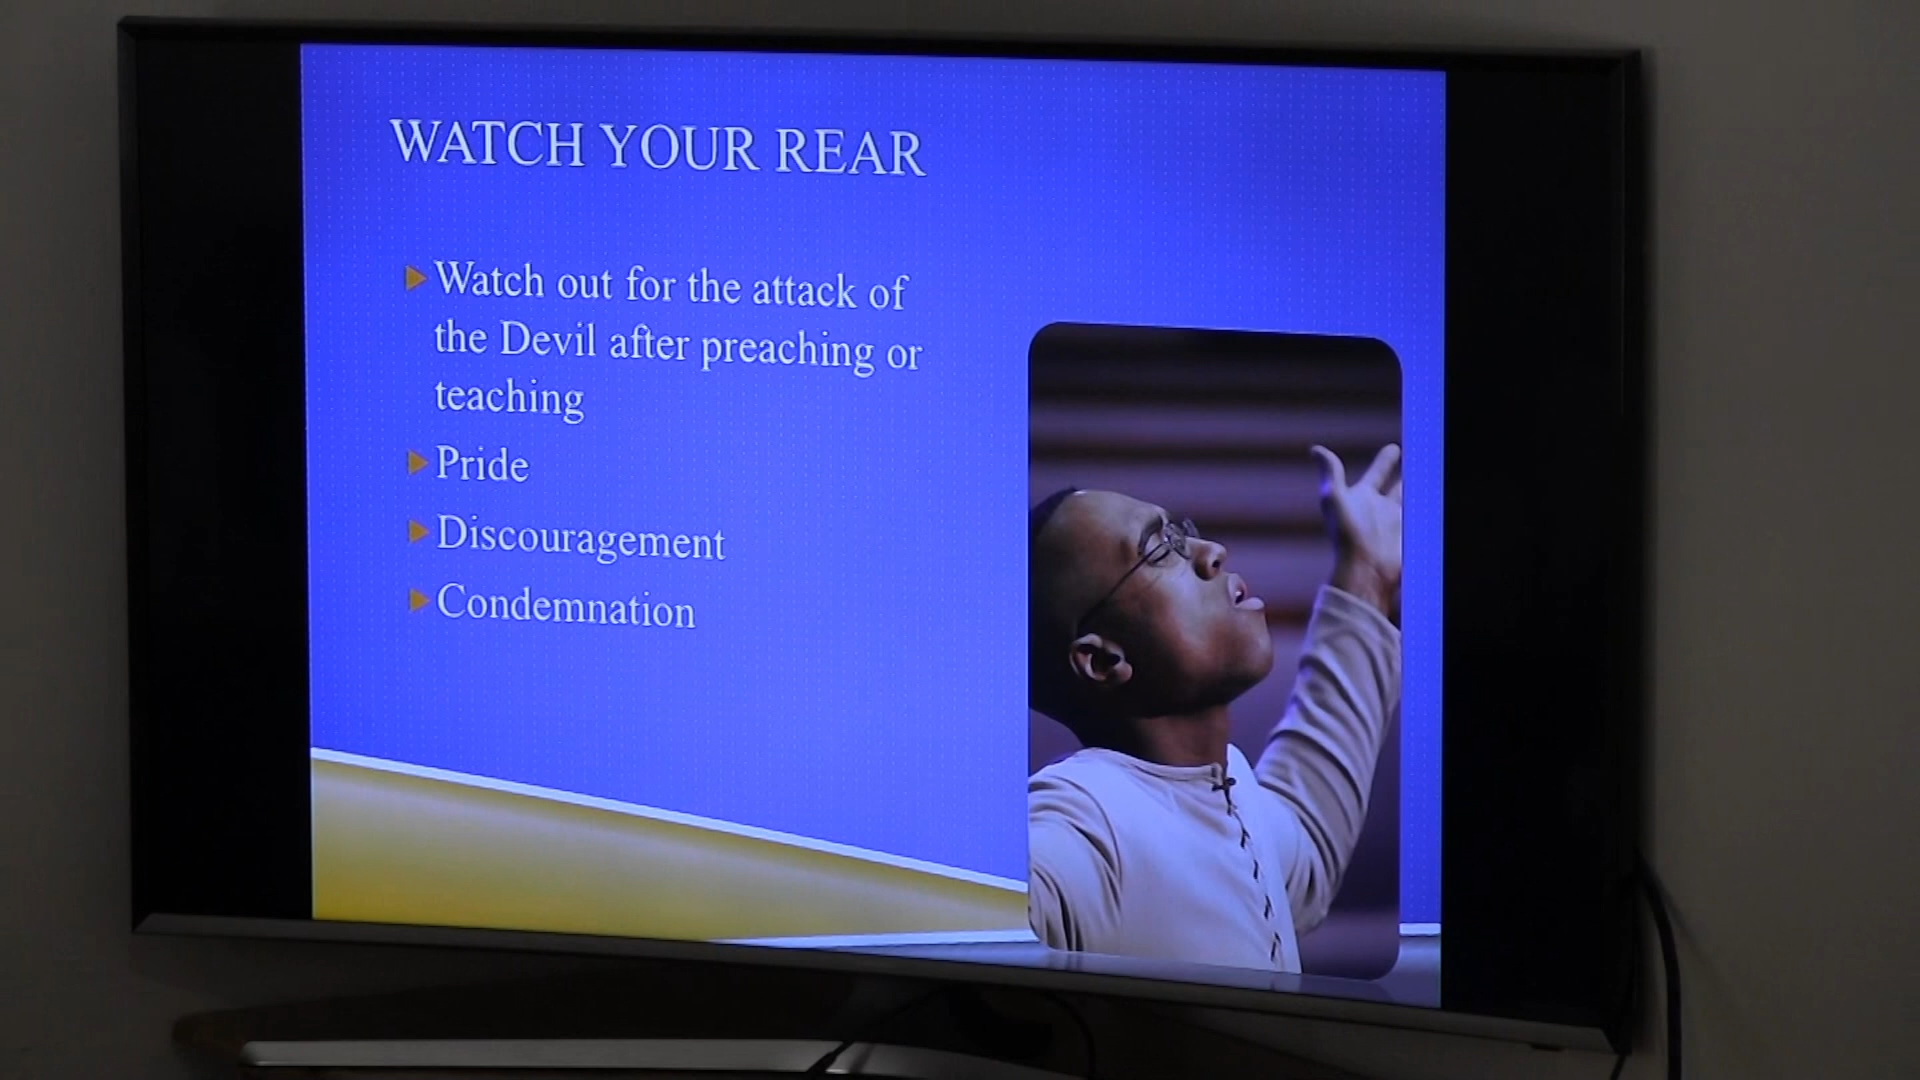 WATCH YOUR REAR
Watch out for the attack of
the Devil after preaching or
teaching
Pride
Discouragement
Condemnation